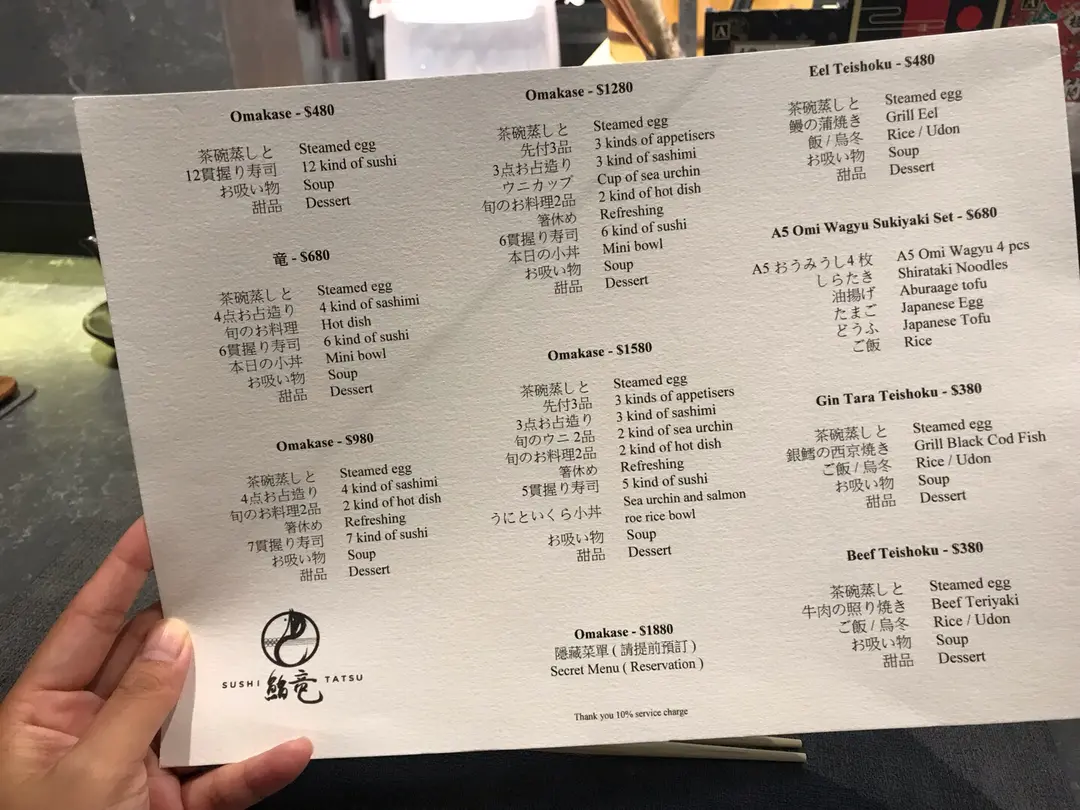 Omakase - $480
茶碗蒸しと Steamed egg
12貫握り寿司 12 kind of sushi
お吸い物 Soup
甜品 Dessert
竜 - $680
茶碗蒸しと Steamed egg
4点お占造り 4 kind of sashimi
旬のお料理 Hot dish
6貫握り寿司 6 kind of sushi
本日の小丼 Mini bowl
お吸い物 Soup
甜品 Dessert
Omakase - $980
茶碗蒸しと Steamed egg
4点お占造り 4 kind of sashimi
旬のお料理2品 2 kind of hot dish
箸休め Refreshing
7貫握り寿司 7 kind of sushi
お吸い物 Soup
甜品 Dessert
SUSHI 鮨竜 TATSU
Omakase - $1280
茶碗蒸しと Steamed egg
先付3品 3 kinds of appetisers
3点お占造り 3 kind of sashimi
ウニカップ Cup of sea urchin
旬のお料理2品 2 kind of hot dish
箸休め Refreshing
6貫握り寿司 6 kind of sushi
本日の小丼 Mini bowl
お吸い物 Soup
甜品 Dessert
Omakase - $1580
茶碗蒸しと Steamed egg
先付3品 3 kinds of appetisers
3点お占造り 3 kind of sashimi
旬のウニ 2品 2 kind of sea urchin
旬のお料理2品 2 kind of hot dish
箸休め Refreshing
5貫握り寿司 5 kind of sushi
うにといくら小丼 Sea urchin and salmon
roe rice bowl
お吸い物 Soup
甜品 Dessert
Omakase - $1880
隱藏菜單 ( 請提前預訂 )
Secret Menu ( Reservation )
Thank you 10% service charge
Eel Teishoku - $480
茶碗蒸しと Steamed egg
鰻の蒲焼き Grill Eel
飯 / 烏冬 Rice / Udon
お吸い物 Soup
甜品 Dessert
A5 Omi Wagyu Sukiyaki Set - $680
A5 おうみうし4 枚 A5 Omi Wagyu 4 pcs
しらたき Shirataki Noodles
油揚げ Aburaage tofu
たまご Japanese Egg
どうふ Japanese Tofu
ご飯 Rice
Gin Tara Teishoku - $380
茶碗蒸しと Steamed egg
銀鱈の西京焼き Grill Black Cod Fish
ご飯 / 烏冬 Rice / Udon
お吸い物 Soup
甜品 Dessert
Beef Teishoku - $380
茶碗蒸しと Steamed egg
牛肉の照り焼き Beef Teriyaki
ご飯 / 烏冬 Rice / Udon
お吸い物 Soup
甜品 Dessert